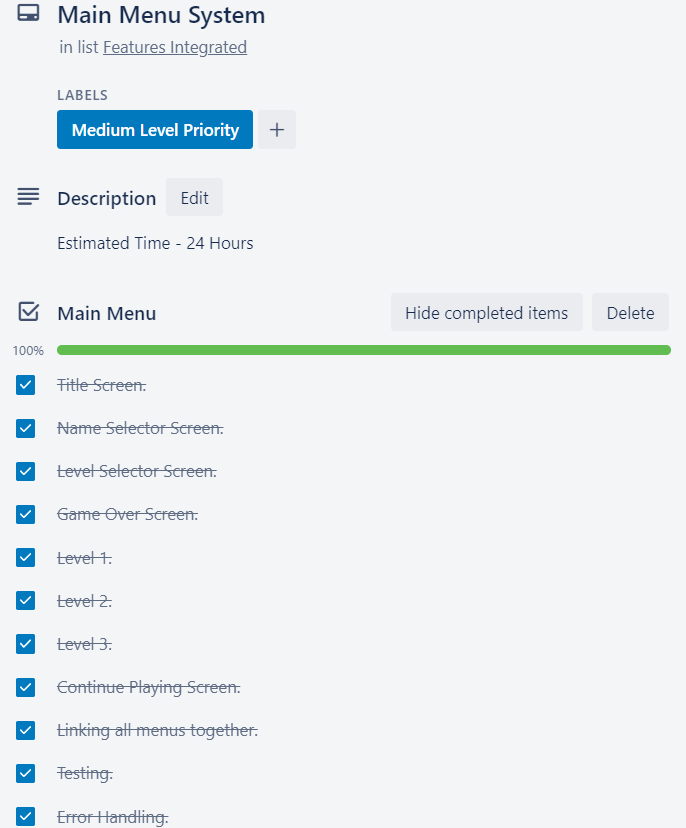 Main Menu System
in list Features Integrated
LABELS
Medium Level Priority +
Description Edit
Estimated Time - 24 Hours
Main Menu Hide completed items Delete
100%
Title Screen.
Name Selector Screen.
Level Selector Screen.
Game Over Screen.
Level 1.
Level 2.
Level 3.
Continue Playing Screen.
Linking all menus together.
Testing.
Error Handling.